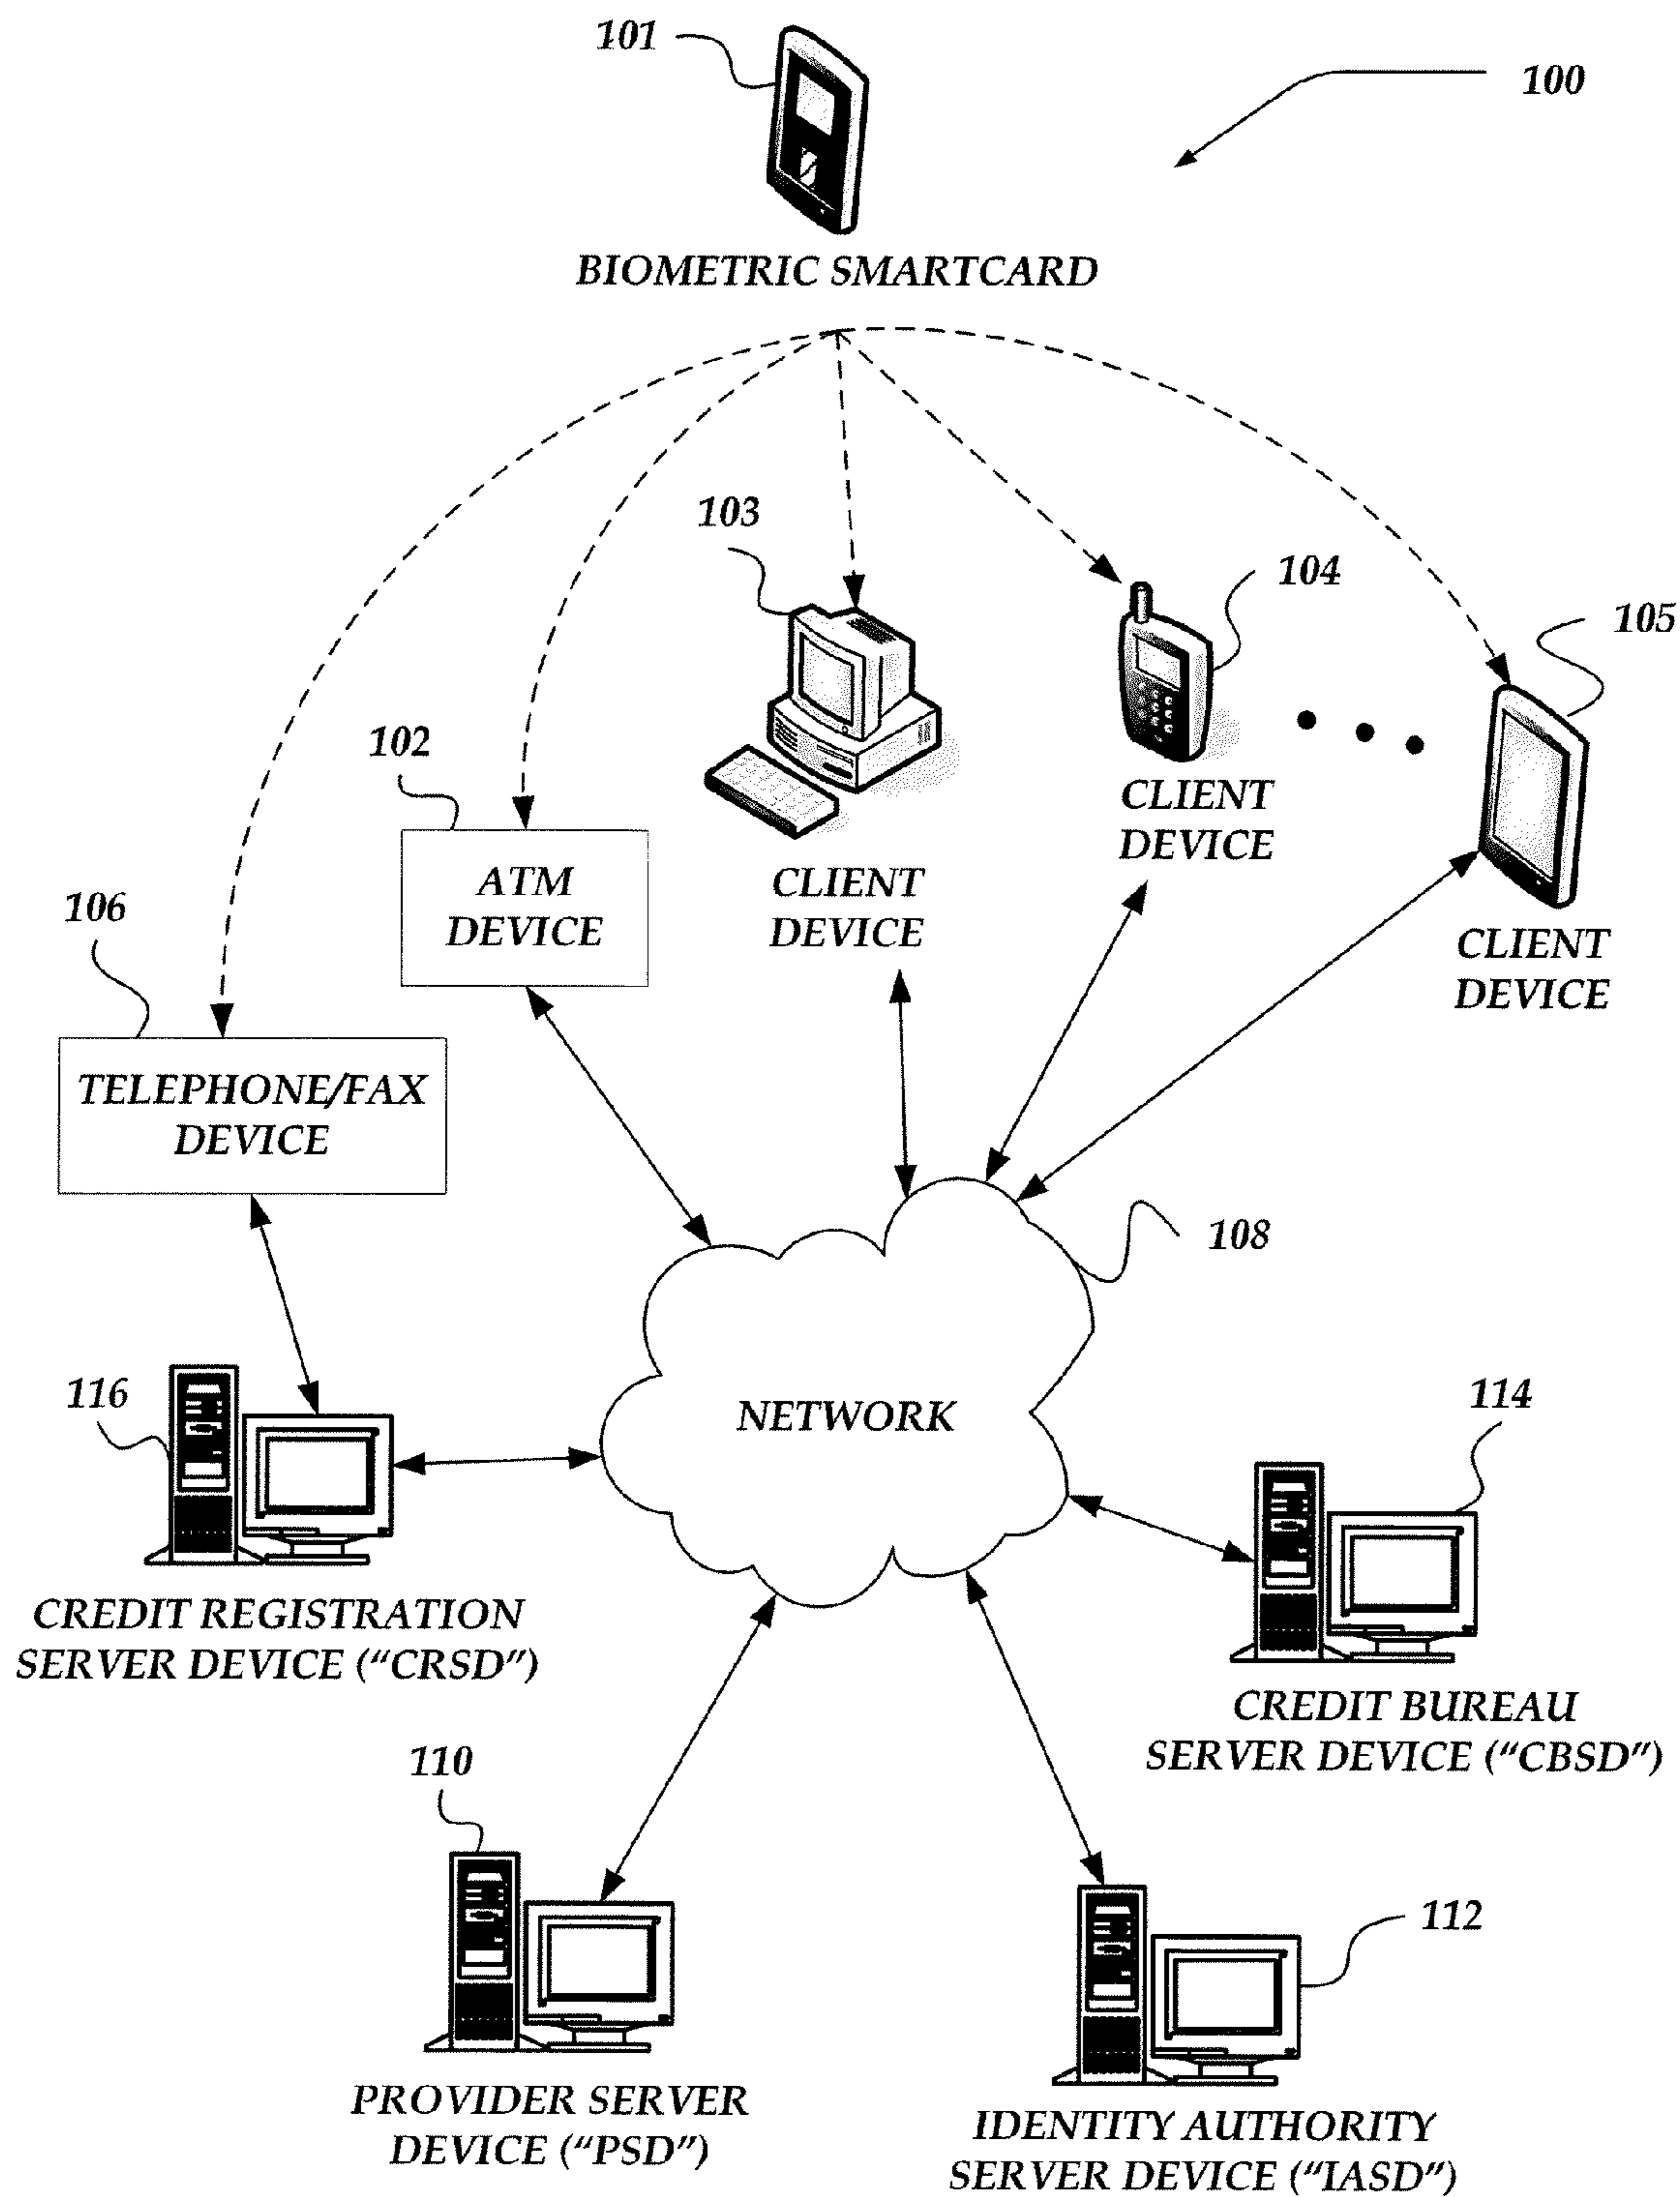 101
100
BIOMETRIC SMARTCARD
103
104
105
102
CLIENT
DEVICE
106
ATM
DEVICE
CLIENT
DEVICE
CLIENT
DEVICE
TELEPHONE/FAX
DEVICE
108
116
NETWORK
114
CREDIT REGISTRATION
SERVER DEVICE (“CRSD”)
CREDIT BUREAU
SERVER DEVICE (“CBSD”)
110
112
PROVIDER SERVER
DEVICE (“PSD”)
IDENTITY AUTHORITY
SERVER DEVICE (“IASD”)